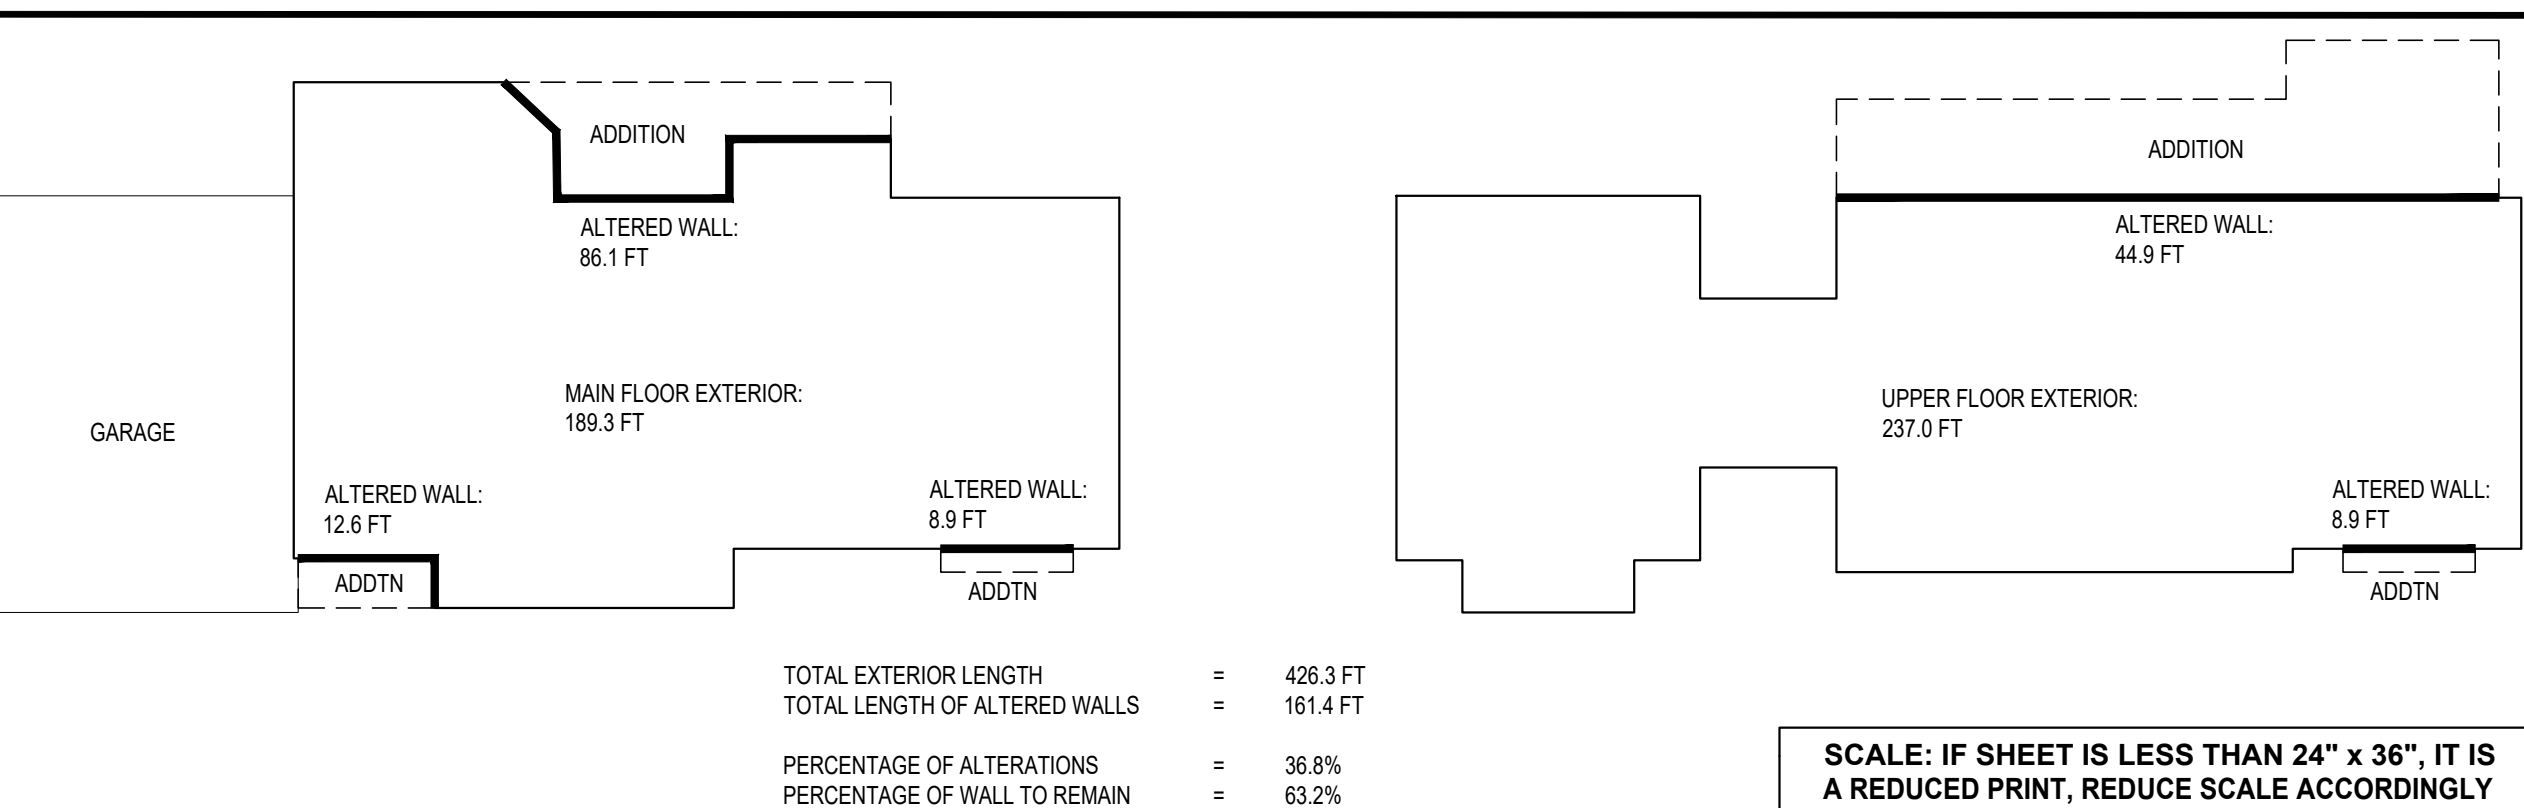 ADDITION
ALTERED WALL:
86.1 FT
MAIN FLOOR EXTERIOR:
189.3 FT
GARAGE
ALTERED WALL:
12.6 FT
ADDTN
ALTERED WALL:
8.9 FT
ADDTN
ADDITION
ALTERED WALL:
44.9 FT
UPPER FLOOR EXTERIOR:
237.0 FT
ALTERED WALL:
8.9 FT
ADDTN
TOTAL EXTERIOR LENGTH = 426.3 FT
TOTAL LENGTH OF ALTERED WALLS = 161.4 FT
PERCENTAGE OF ALTERATIONS = 36.8%
PERCENTAGE OF WALL TO REMAIN = 63.2%
SCALE: IF SHEET IS LESS THAN 24" x 36", IT IS
A REDUCED PRINT, REDUCE SCALE ACCORDINGLY